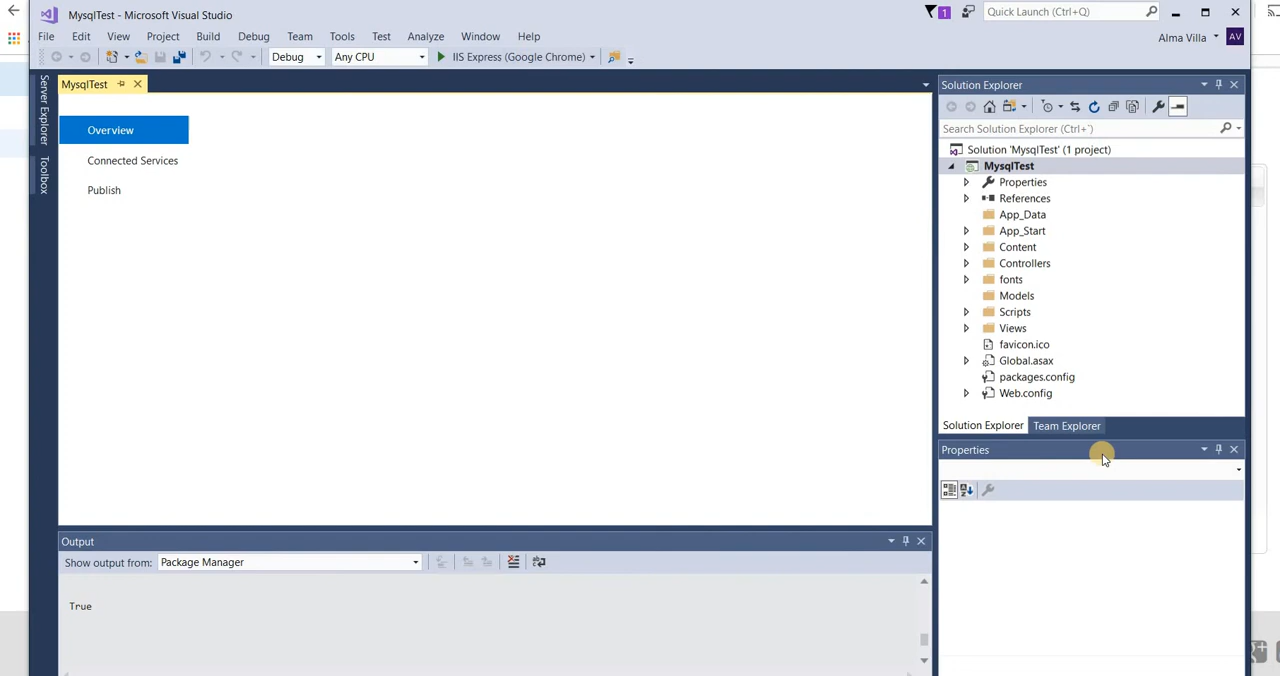 MysqlTest - Microsoft Visual Studio
1
Quick Launch (Ctrl+Q)
File Edit View Project Build Debug Team Tools Test Analyze Window Help
Alma Villa AV
Debug Any CPU IIS Express (Google Chrome)
Server Explorer
Toolbox
MysqlTest
Overview
Connected Services
Publish
Solution Explorer
Search Solution Explorer (Ctrl+')
Solution 'MysqlTest' (1 project)
MysqlTest
Properties
References
App_Data
App_Start
Content
Controllers
fonts
Models
Scripts
Views
favicon.ico
Global.asax
packages.config
Web.config
Solution Explorer Team Explorer
Properties
Output
Show output from: Package Manager
True